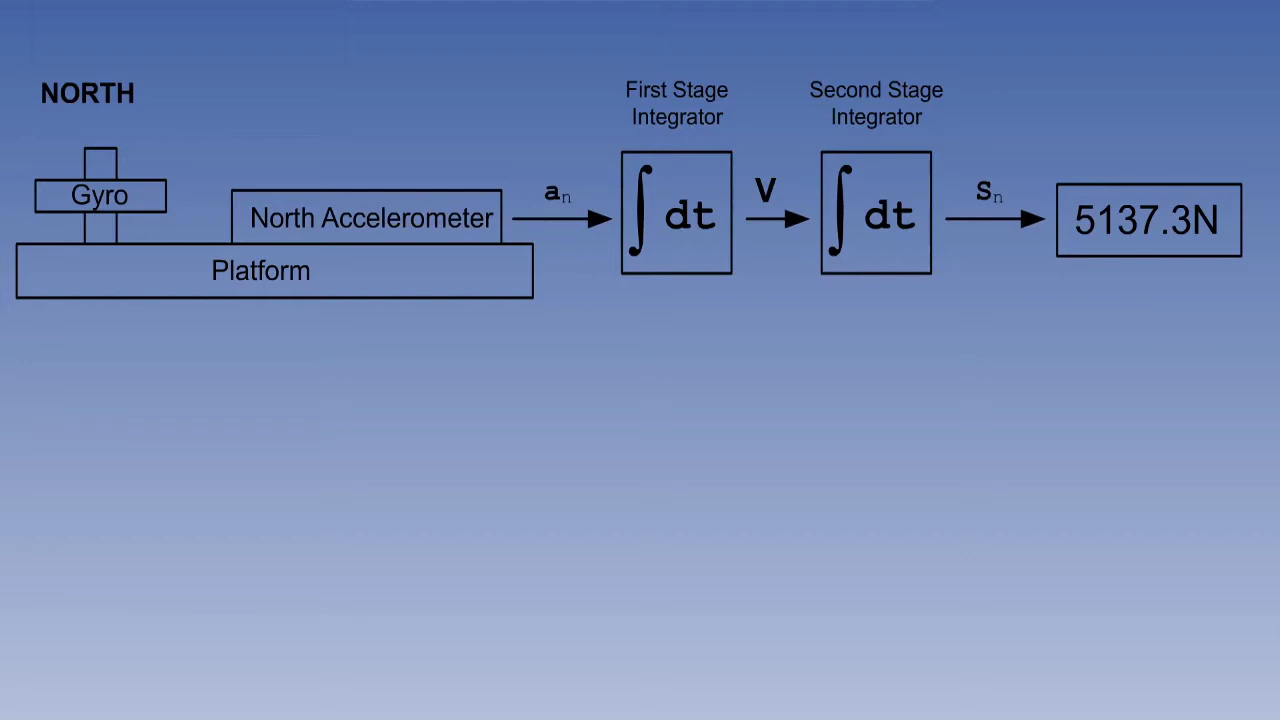 NORTH
First Stage
Integrator
Second Stage
Integrator
Gyro
North Accelerometer
Platform
an
∫ dt
V
∫ dt
Sn
5137.3N